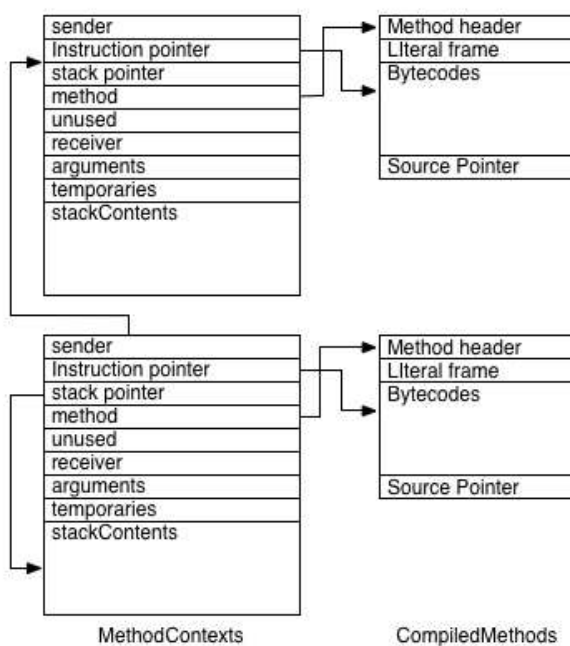 sender
Instruction pointer
stack pointer
method
unused
receiver
arguments
temporaries
stackContents
Method header
LIteral frame
Bytecodes
Source Pointer
sender
Instruction pointer
stack pointer
method
unused
receiver
arguments
temporaries
stackContents
Method header
LIteral frame
Bytecodes
Source Pointer
MethodContexts
CompiledMethods